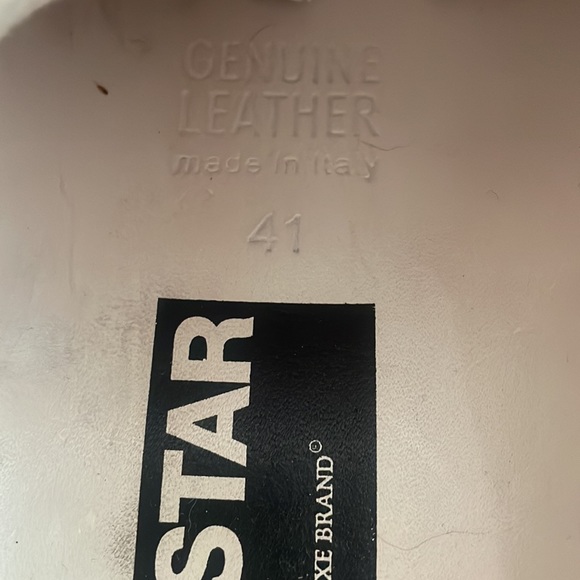 GENUINE
LEATHER
made in Italy
41
STAR
XE BRAND©